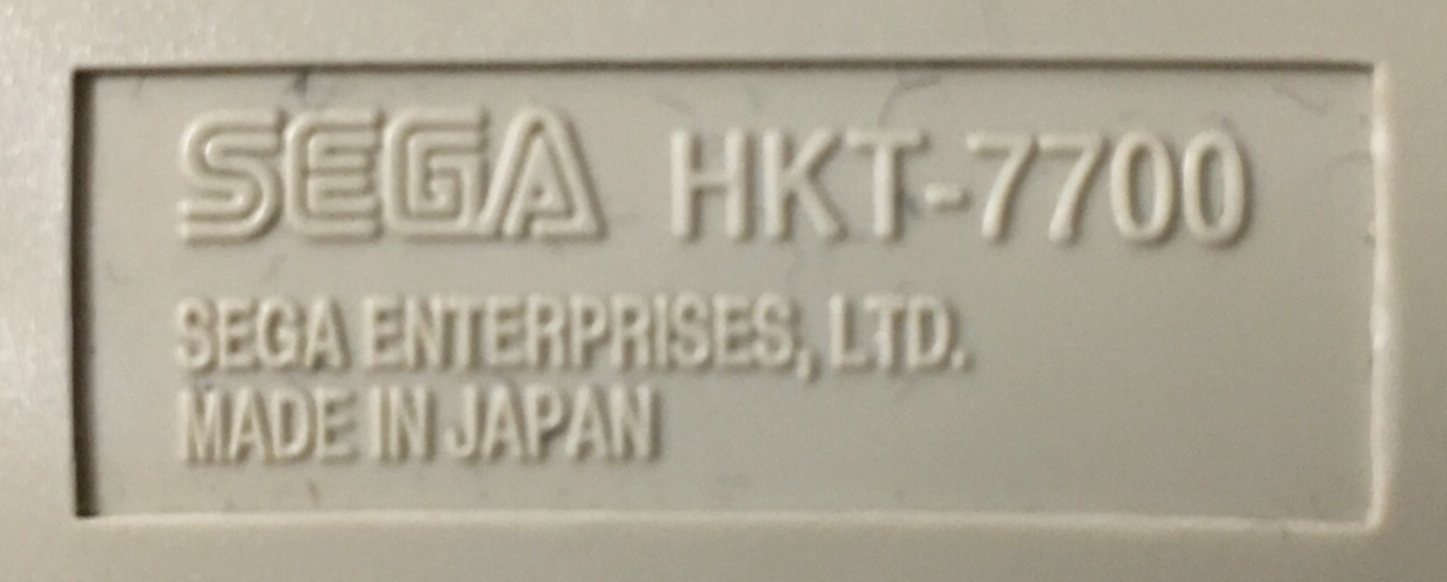 SEGA HKT-7700
SEGA ENTERPRISES, LTD.
MADE IN JAPAN